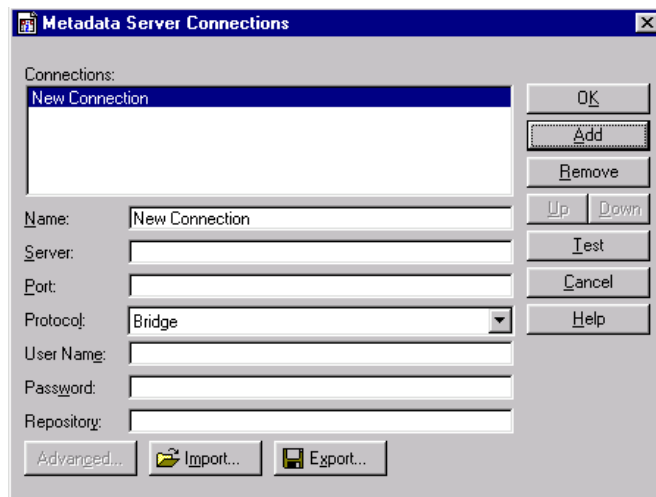 Metadata Server Connections
Connections:
New Connection
OK
Add
Remove
Up Down
Name: New Connection
Server:
Test
Port:
Cancel
Protocol: Bridge
Help
User Name:
Password:
Repository:
Advanced... Import... Export...